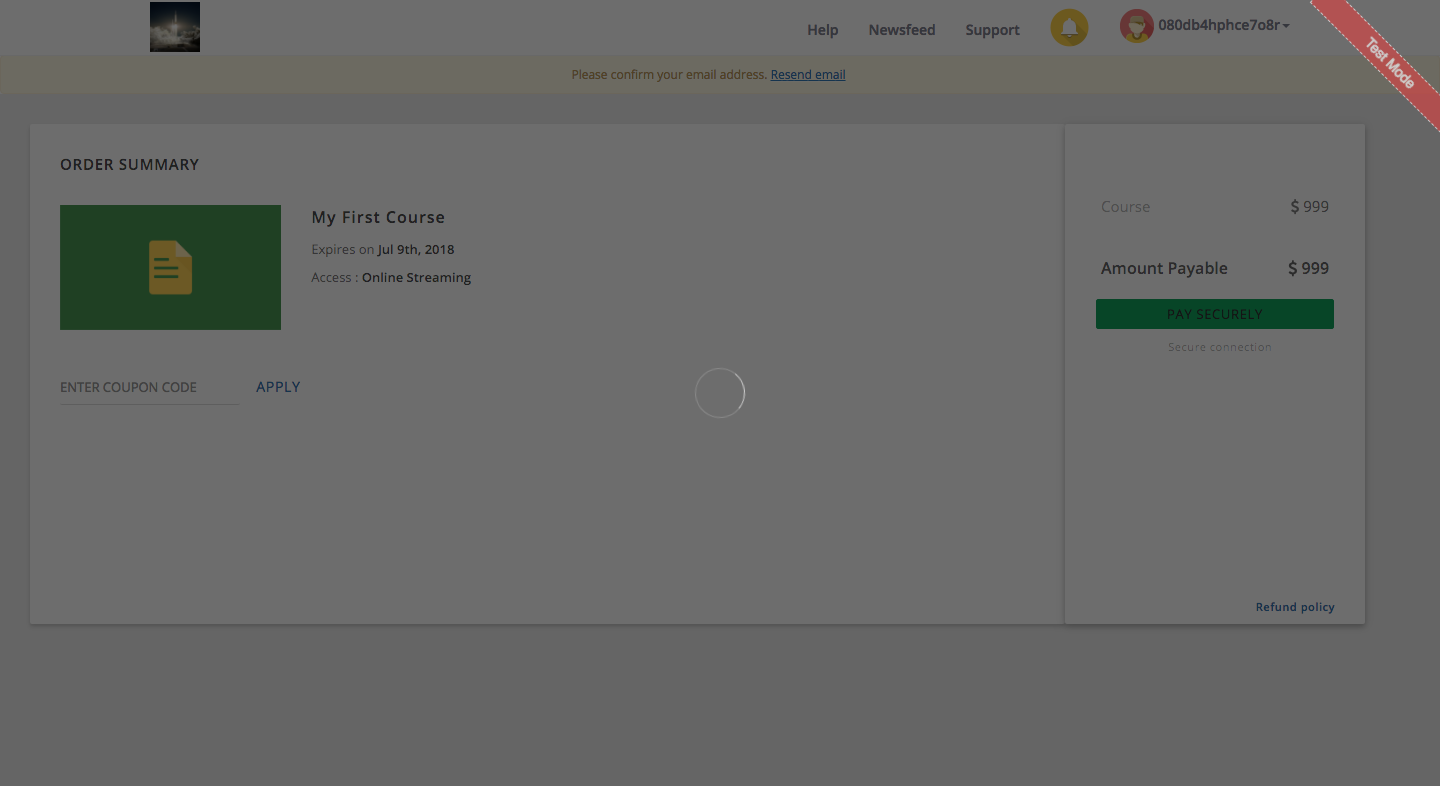 Help Newsfeed Support 080db4hphce7o8r
Test Mode
Please confirm your email address. Resend email
ORDER SUMMARY
My First Course
Expires on Jul 9th, 2018
Access : Online Streaming
ENTER COUPON CODE APPLY
Course $ 999
Amount Payable $ 999
PAY SECURELY
Secure connection
Refund policy